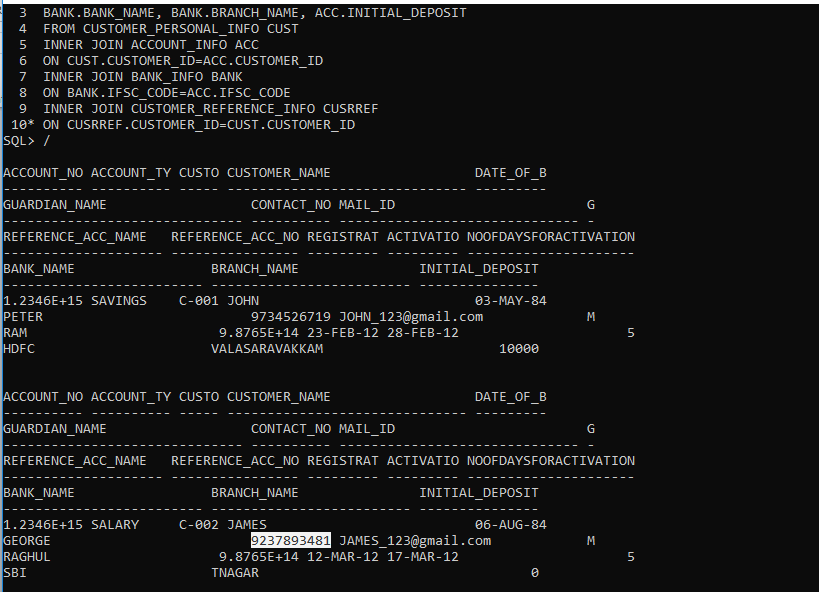 3 BANK.BANK_NAME, BANK.BRANCH_NAME, ACC.INITIAL_DEPOSIT
4 FROM CUSTOMER_PERSONAL_INFO CUST
5 INNER JOIN ACCOUNT_INFO ACC
6 ON CUST.CUSTOMER_ID=ACC.CUSTOMER_ID
7 INNER JOIN BANK_INFO BANK
8 ON BANK.IFSC_CODE=ACC.IFSC_CODE
9 INNER JOIN CUSTOMER_REFERENCE_INFO CUSRREF
10* ON CUSRREF.CUSTOMER_ID=CUST.CUSTOMER_ID
SQL> /
ACCOUNT_NO ACCOUNT_TY CUSTO CUSTOMER_NAME DATE_OF_B
---------- ---------- ----- ------------------------------ ---------
GUARDIAN_NAME CONTACT_NO MAIL_ID G
------------------------------ ---------- ------------------------------ -
REFERENCE_ACC_NAME REFERENCE_ACC_NO REGISTRAT ACTIVATIO NOOFDAYSFORACTIVATION
-------------------- ---------------- --------- --------- ---------------------
BANK_NAME BRANCH_NAME INITIAL_DEPOSIT
------------------------- ------------------------- ---------------
1.2346E+15 SAVINGS C-001 JOHN 03-MAY-84
PETER 9734526719 JOHN_123@gmail.com M
RAM 9.8765E+14 23-FEB-12 28-FEB-12 5
HDFC VALASARAVAKKAM 10000
ACCOUNT_NO ACCOUNT_TY CUSTO CUSTOMER_NAME DATE_OF_B
---------- ---------- ----- ------------------------------ ---------
GUARDIAN_NAME CONTACT_NO MAIL_ID G
------------------------------ ---------- ------------------------------ -
REFERENCE_ACC_NAME REFERENCE_ACC_NO REGISTRAT ACTIVATIO NOOFDAYSFORACTIVATION
-------------------- ---------------- --------- --------- ---------------------
BANK_NAME BRANCH_NAME INITIAL_DEPOSIT
------------------------- ------------------------- ---------------
1.2346E+15 SALARY C-002 JAMES 06-AUG-84
GEORGE 9237893481 JAMES_123@gmail.com M
RAGHUL 9.8765E+14 12-MAR-12 17-MAR-12 5
SBI TNAGAR 0